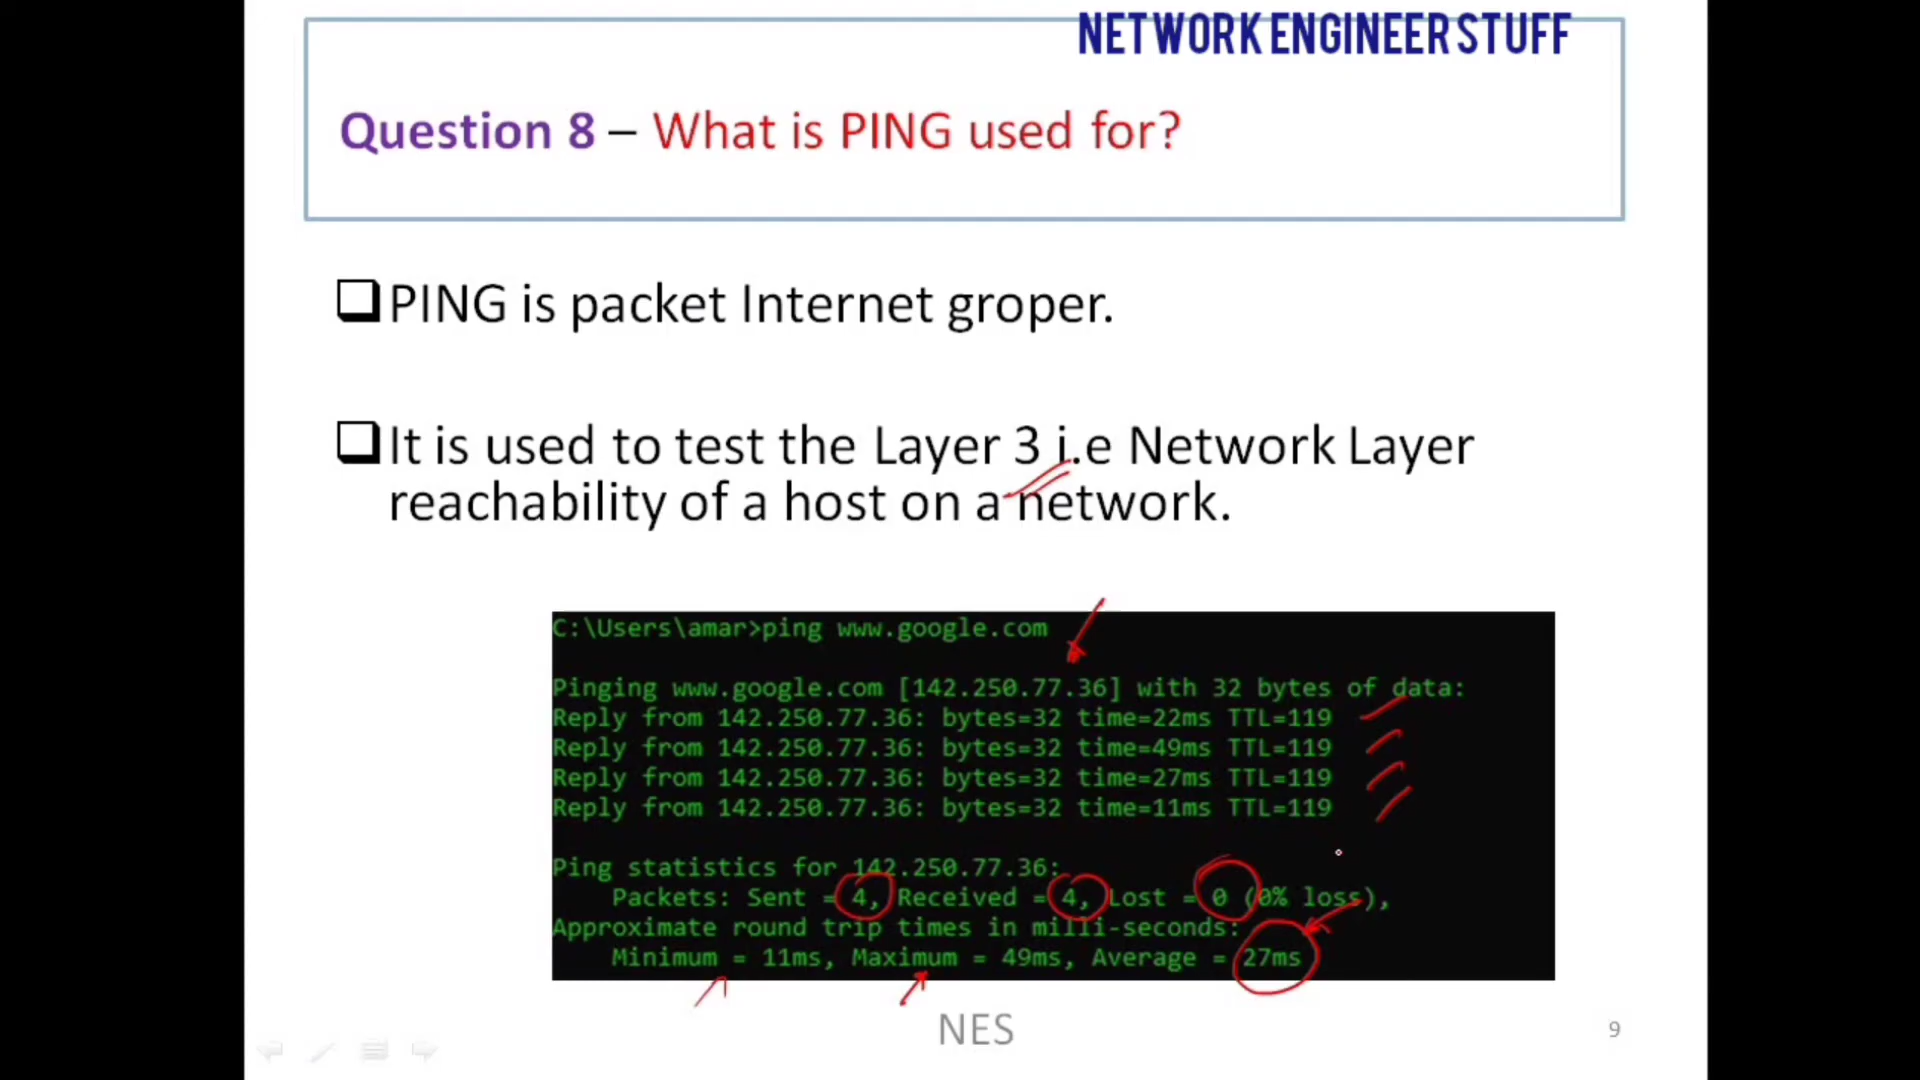 NETWORK ENGINEER STUFF
Question 8 – What is PING used for?
PING is packet Internet groper.
It is used to test the Layer 3 i.e Network Layer
reachability of a host on a network.
C:\Users\amar>ping www.google.com
Pinging www.google.com [142.250.77.36] with 32 bytes of data:
Reply from 142.250.77.36: bytes=32 time=22ms TTL=119
Reply from 142.250.77.36: bytes=32 time=49ms TTL=119
Reply from 142.250.77.36: bytes=32 time=27ms TTL=119
Reply from 142.250.77.36: bytes=32 time=11ms TTL=119
Ping statistics for 142.250.77.36:
Packets: Sent = 4, Received = 4, Lost = 0 (0% loss),
Approximate round trip times in milli-seconds:
Minimum = 11ms, Maximum = 49ms, Average = 27ms
NES
9